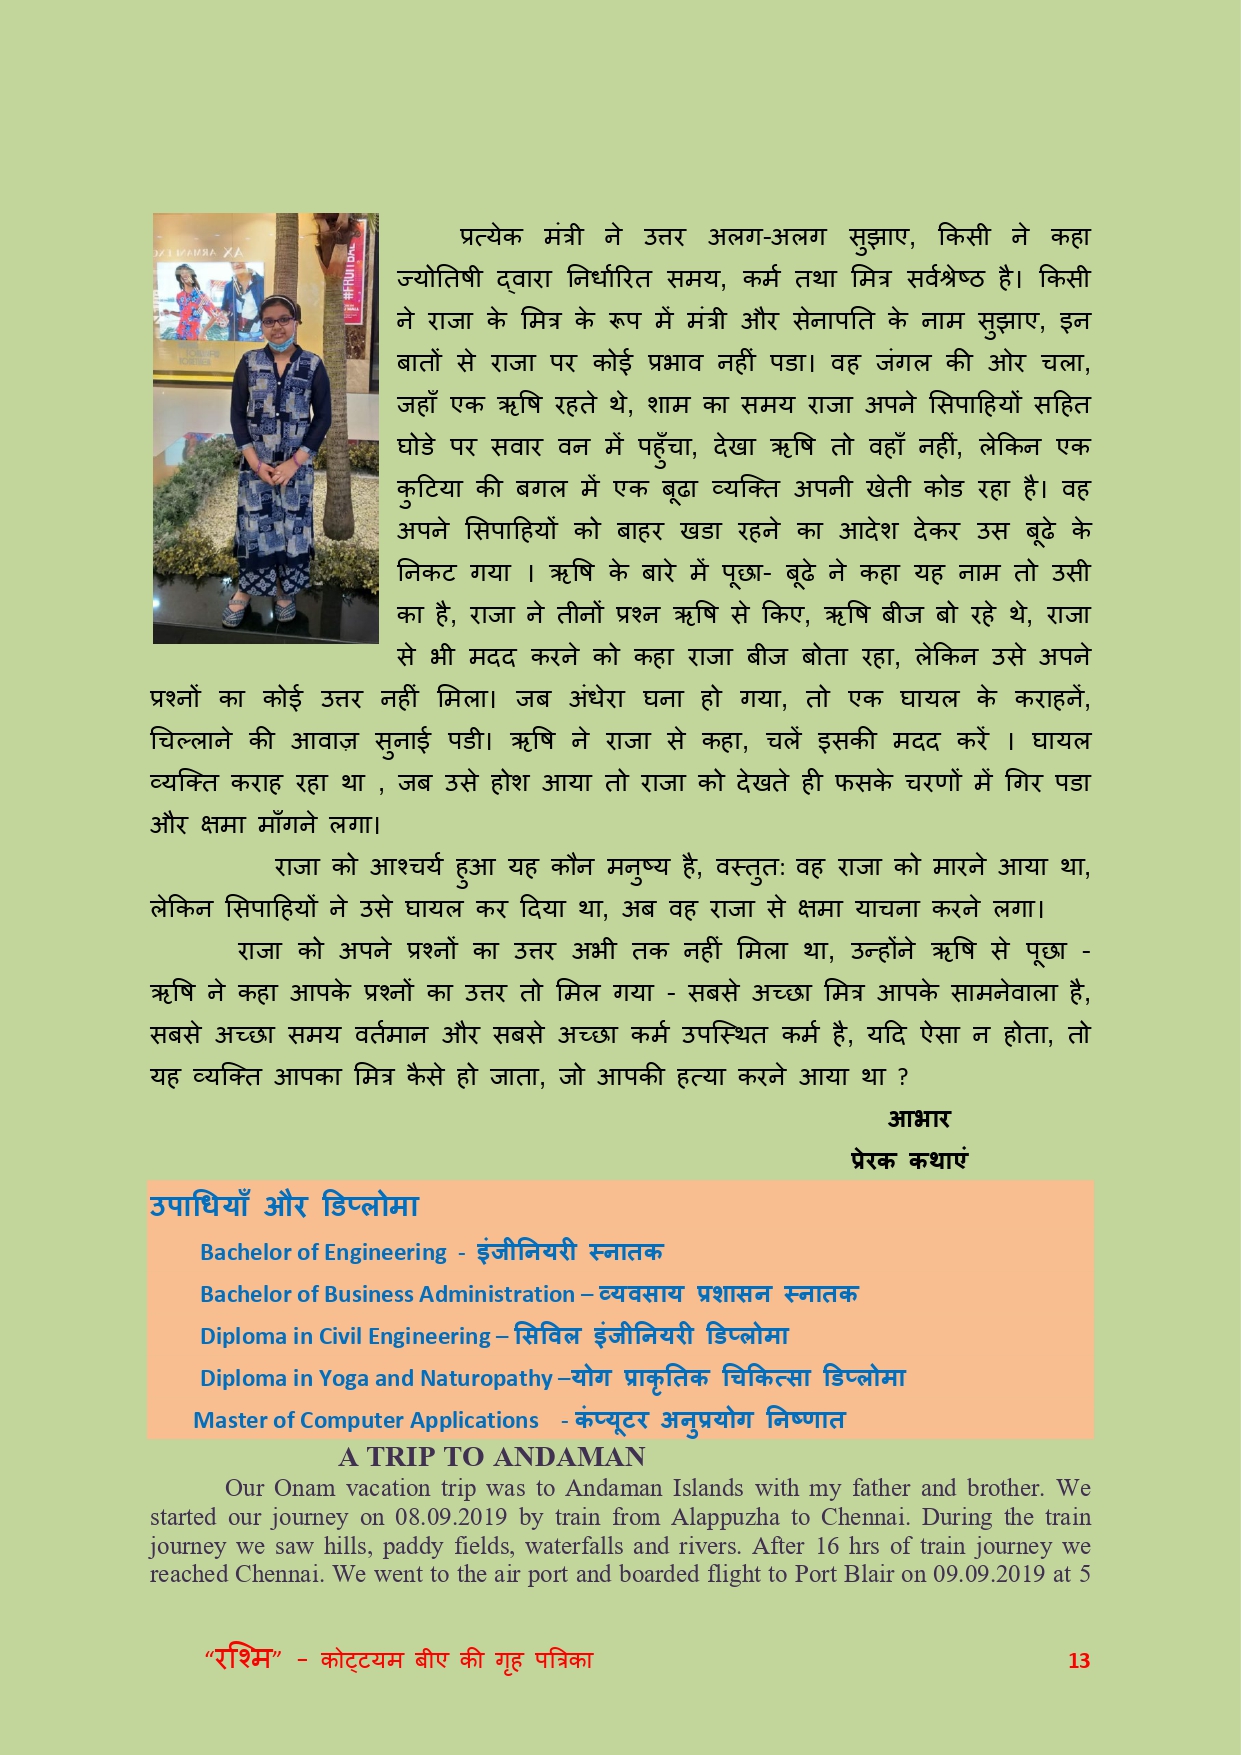 प्रत्येक मंत्री ने उत्तर अलग-अलग सुझाए, किसी ने कहा
ज्योतिषी द्वारा निर्धारित समय, कर्म तथा मित्र सर्वश्रेष्ठ है। किसी
ने राजा के मित्र के रूप में मंत्री और सेनापति के नाम सुझाए, इन
बातों से राजा पर कोई प्रभाव नहीं पडा। वह जंगल की ओर चला,
जहाँ एक ऋषि रहते थे, शाम का समय राजा अपने सिपाहियों सहित
घोडे पर सवार वन में पहुँचा, देखा ऋषि तो वहाँ नहीं, लेकिन एक
कुटिया की बगल में एक बूढा व्यक्ति अपनी खेती कोड रहा है। वह
अपने सिपाहियों को बाहर खडा रहने का आदेश देकर उस बूढे के
निकट गया । ऋषि के बारे में पूछा- बूढे ने कहा यह नाम तो उसी
का है, राजा ने तीनों प्रश्न ऋषि से किए, ऋषि बीज बो रहे थे, राजा
से भी मदद करने को कहा राजा बीज बोता रहा, लेकिन उसे अपने
प्रश्नों का कोई उत्तर नहीं मिला। जब अंधेरा घना हो गया, तो एक घायल के कराहनें,
चिल्लाने की आवाज़ सुनाई पडी। ऋषि ने राजा से कहा, चलें इसकी मदद करें । घायल
व्यक्ति कराह रहा था , जब उसे होश आया तो राजा को देखते ही फसके चरणों में गिर पडा
और क्षमा माँगने लगा।
राजा को आश्चर्य हुआ यह कौन मनुष्य है, वस्तुत: वह राजा को मारने आया था,
लेकिन सिपाहियों ने उसे घायल कर दिया था, अब वह राजा से क्षमा याचना करने लगा।
राजा को अपने प्रश्नों का उत्तर अभी तक नहीं मिला था, उन्होंने ऋषि से पूछा -
ऋषि ने कहा आपके प्रश्नों का उत्तर तो मिल गया - सबसे अच्छा मित्र आपके सामनेवाला है,
सबसे अच्छा समय वर्तमान और सबसे अच्छा कर्म उपस्थित कर्म है, यदि ऐसा न होता, तो
यह व्यक्ति आपका मित्र कैसे हो जाता, जो आपकी हत्या करने आया था ?
आभार
प्रेरक कथाएं
उपाधियाँ और डिप्लोमा
Bachelor of Engineering - इंजीनियरी स्नातक
Bachelor of Business Administration – व्यवसाय प्रशासन स्नातक
Diploma in Civil Engineering – सिविल इंजीनियरी डिप्लोमा
Diploma in Yoga and Naturopathy –योग प्राकृतिक चिकित्सा डिप्लोमा
Master of Computer Applications - कंप्यूटर अनुप्रयोग निष्णात
A TRIP TO ANDAMAN
Our Onam vacation trip was to Andaman Islands with my father and brother. We
started our journey on 08.09.2019 by train from Alappuzha to Chennai. During the train
journey we saw hills, paddy fields, waterfalls and rivers. After 16 hrs of train journey we
reached Chennai. We went to the air port and boarded flight to Port Blair on 09.09.2019 at 5
“रश्मि” – कोट्टयम बीए की गृह पत्रिका 13